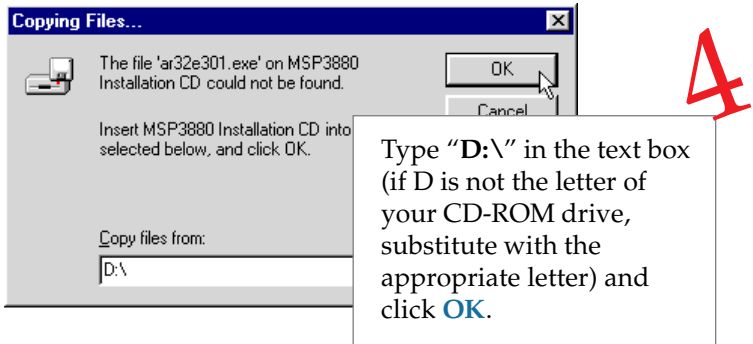 Copying Files...
The file 'ar32e301.exe' on MSP3880
Installation CD could not be found.
Insert MSP3880 Installation CD into
selected below, and click OK.
Copy files from:
D:\
OK
Cancel
4
Type “D:\” in the text box
(if D is not the letter of
your CD-ROM drive,
substitute with the
appropriate letter) and
click OK.